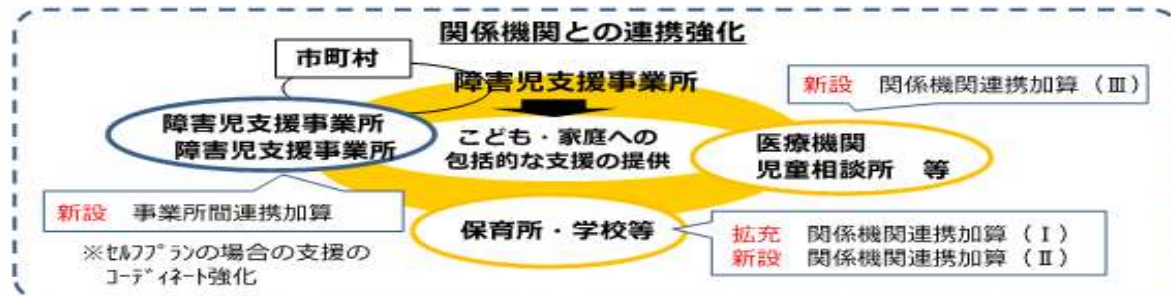 関係機関との連携強化
市町村
障害児支援事業所
新設 関係機関連携加算（Ⅲ）
障害児支援事業所
障害児支援事業所
こども・家庭への
包括的な支援の提供
医療機関
児童相談所 等
新設 事業所間連携加算
※ｾﾙﾌﾌﾟﾗﾝの場合の支援の
ｺｰﾃﾞｨﾈｰﾄ強化
保育所・学校等
拡充 関係機関連携加算（Ⅰ）
新設 関係機関連携加算（Ⅱ）